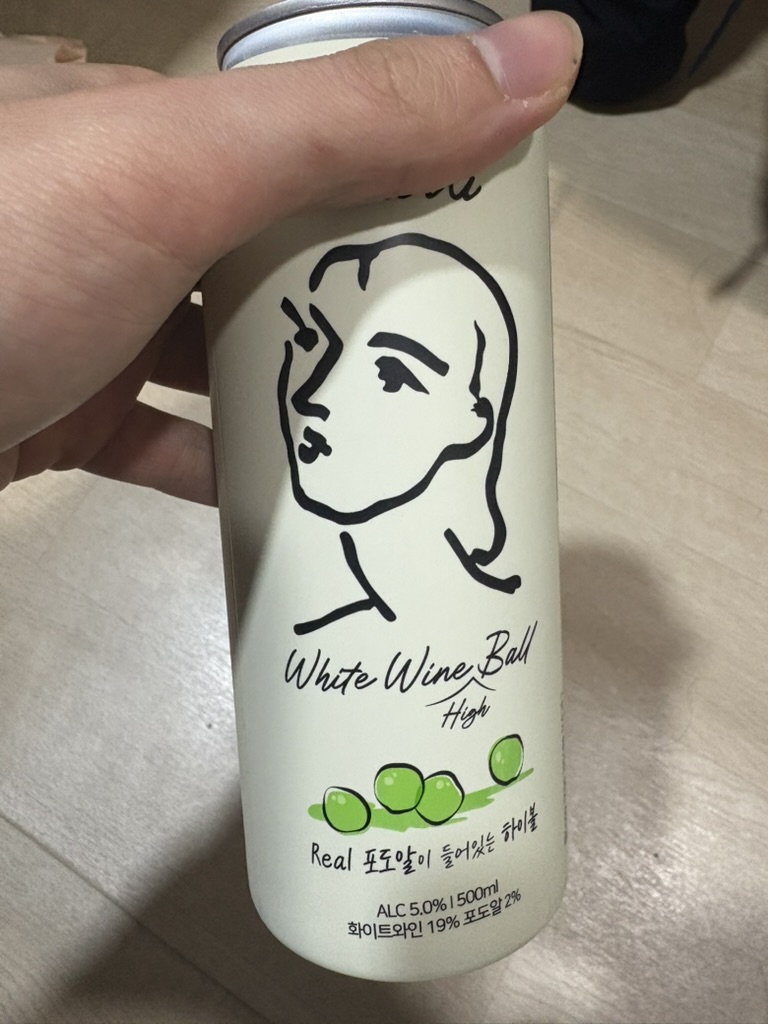 White Wine Ball
High
Real 포도알이 들어있는 하이볼
ALC 5.0% | 500ml
화이트와인 19% 포도알 2%